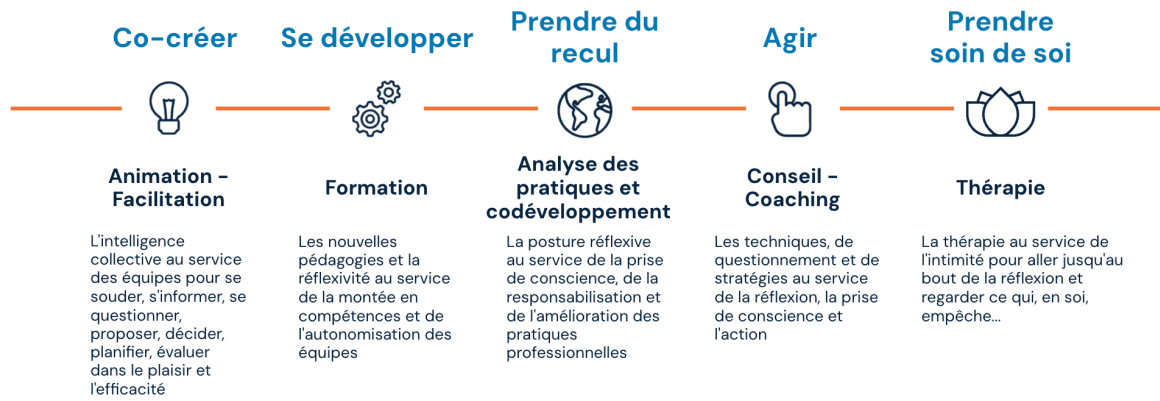 Co-créer
Se développer
Prendre du
recul
Agir
Prendre
soin de soi
Animation -
Facilitation
Formation
Analyse des
pratiques et
codéveloppement
Conseil -
Coaching
Thérapie
L'intelligence
collective au service
des équipes pour se
souder, s'informer, se
questionner,
proposer, décider,
planifier, évaluer
dans le plaisir et
l'efficacité
Les nouvelles
pédagogies et la
réflexivité au service
de la montée en
compétences et de
l'autonomisation des
équipes
La posture réflexive
au service de la prise
de conscience, de la
responsabilisation et
de l'amélioration des
pratiques
professionnelles
Les techniques, de
questionnement et de
stratégies au service
de la réflexion, la prise
de conscience et
l'action
La thérapie au service de
l'intimité pour aller jusqu'au
bout de la réflexion et
regarder ce qui, en soi,
empêche...